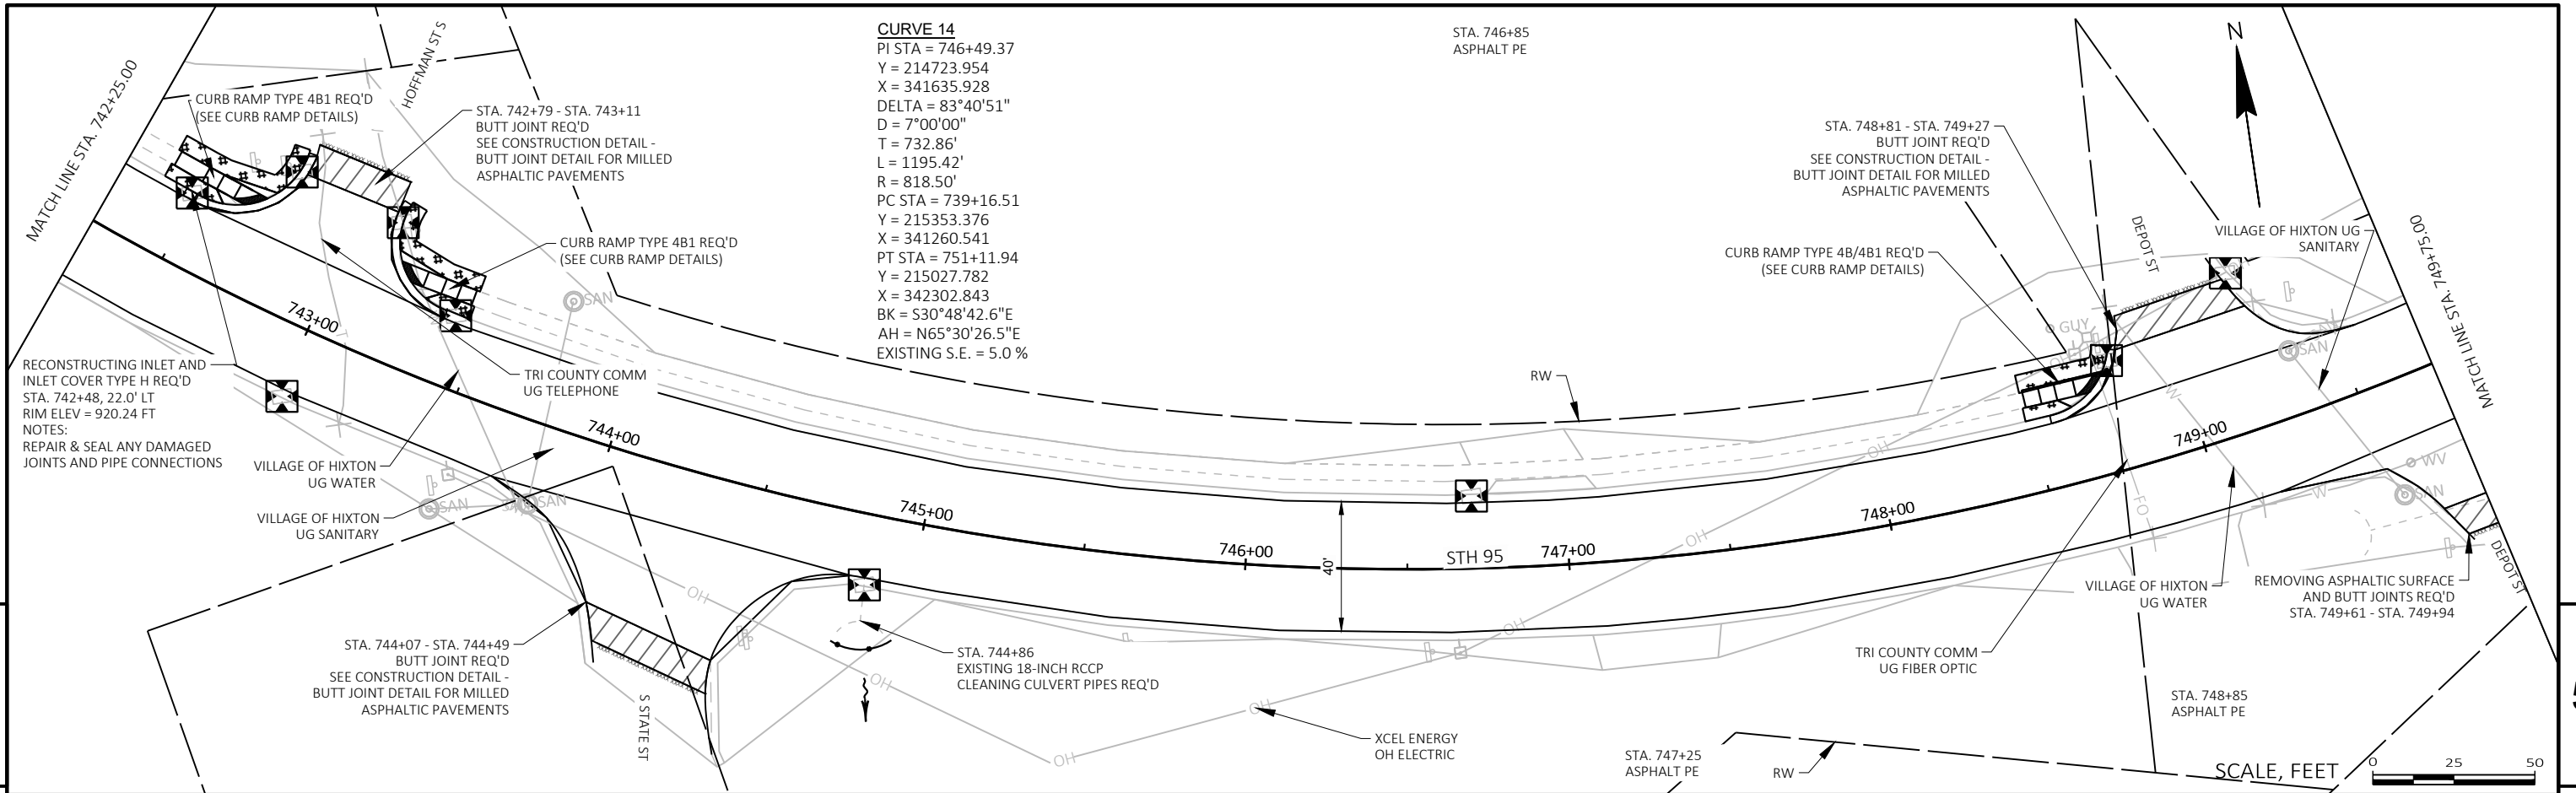 MATCH LINE STA. 742+25.00
CURB RAMP TYPE 4B1 REQ'D
(SEE CURB RAMP DETAILS)
HOFFMAN ST S
STA. 742+79 - STA. 743+11
BUTT JOINT REQ'D
SEE CONSTRUCTION DETAIL -
BUTT JOINT DETAIL FOR MILLED
ASPHALTIC PAVEMENTS
CURB RAMP TYPE 4B1 REQ'D
(SEE CURB RAMP DETAILS)
SAN
TRI COUNTY COMM
UG TELEPHONE
CURVE 14
PI STA = 746+49.37
Y = 214723.954
X = 341635.928
DELTA = 83°40'51"
D = 7°00'00"
T = 732.86'
L = 1195.42'
R = 818.50'
PC STA = 739+16.51
Y = 215353.376
X = 341260.541
PT STA = 751+11.94
Y = 215027.782
X = 342302.843
BK = S30°48'42.6"E
AH = N65°30'26.5"E
EXISTING S.E. = 5.0 %
STA. 746+85
ASPHALT PE
N
STA. 748+81 - STA. 749+27
BUTT JOINT REQ'D
SEE CONSTRUCTION DETAIL -
BUTT JOINT DETAIL FOR MILLED
ASPHALTIC PAVEMENTS
CURB RAMP TYPE 4B/4B1 REQ'D
(SEE CURB RAMP DETAILS)
DEPOT ST
VILLAGE OF HIXTON UG
SANITARY
MATCH LINE STA. 749+75.00
GUY
SAN
RW
RECONSTRUCTING INLET AND
INLET COVER TYPE H REQ'D
STA. 742+48, 22.0' LT
RIM ELEV = 920.24 FT
NOTES:
REPAIR & SEAL ANY DAMAGED
JOINTS AND PIPE CONNECTIONS
743+00
744+00
745+00
746+00
STH 95
747+00
748+00
749+00
40'
VILLAGE OF HIXTON
UG WATER
VILLAGE OF HIXTON
UG SANITARY
SAN
SAN
OH
OH
OH
OH
OH
OH
OH
W
W
FO
WV
SAN
STA. 744+07 - STA. 744+49
BUTT JOINT REQ'D
SEE CONSTRUCTION DETAIL -
BUTT JOINT DETAIL FOR MILLED
ASPHALTIC PAVEMENTS
S STATE ST
STA. 744+86
EXISTING 18-INCH RCCP
CLEANING CULVERT PIPES REQ'D
XCEL ENERGY
OH ELECTRIC
STA. 747+25
ASPHALT PE
RW
TRI COUNTY COMM
UG FIBER OPTIC
VILLAGE OF HIXTON
UG WATER
REMOVING ASPHALTIC SURFACE
AND BUTT JOINTS REQ'D
STA. 749+61 - STA. 749+94
DEPOT ST
STA. 748+85
ASPHALT PE
SCALE, FEET
0 25 50